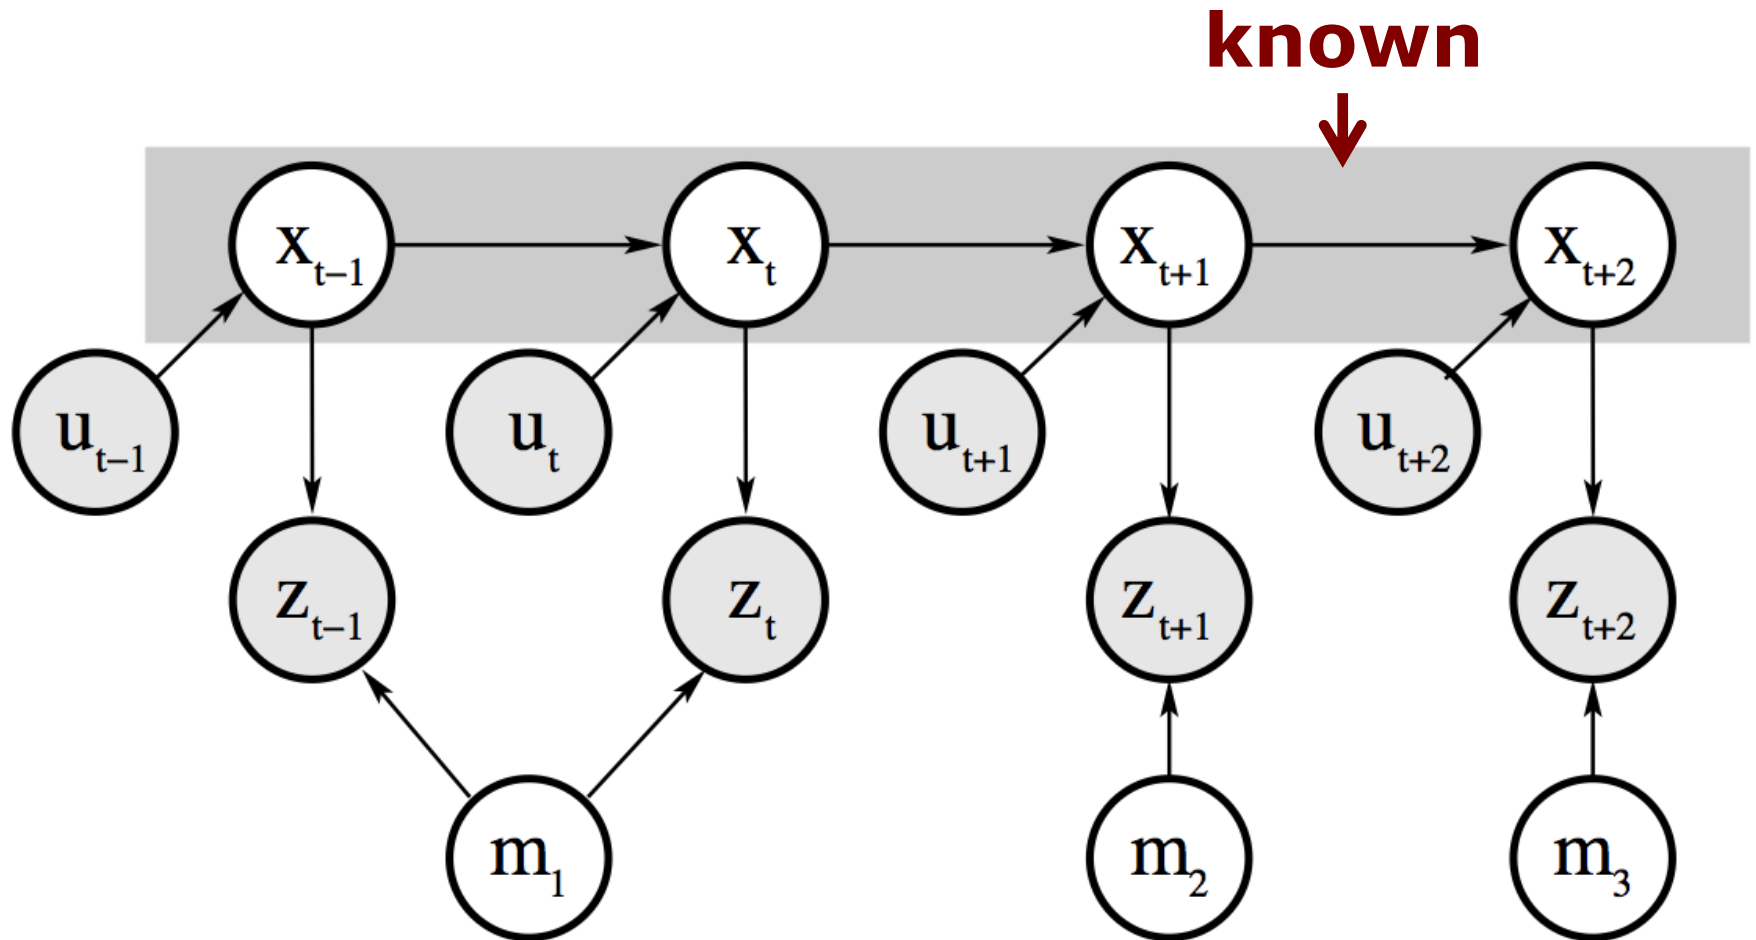 known
x_{t–1} x_t x_{t+1} x_{t+2}
u_{t–1} u_t u_{t+1} u_{t+2}
z_{t–1} z_t z_{t+1} z_{t+2}
m_1 m_2 m_3